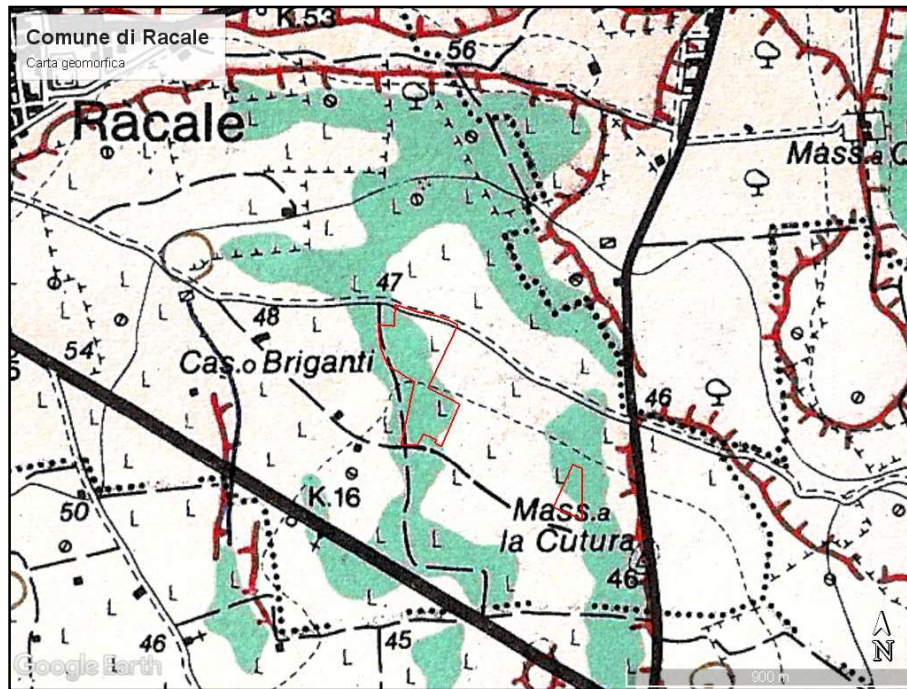 Comune di Racale
Carta geomorfica
K 53
56
Racale
Mass.a
47
48
Cas.o Briganti
54
46
K 16
50
Mass.a
la Cutura
46
46
45
N
900 m
Google Earth